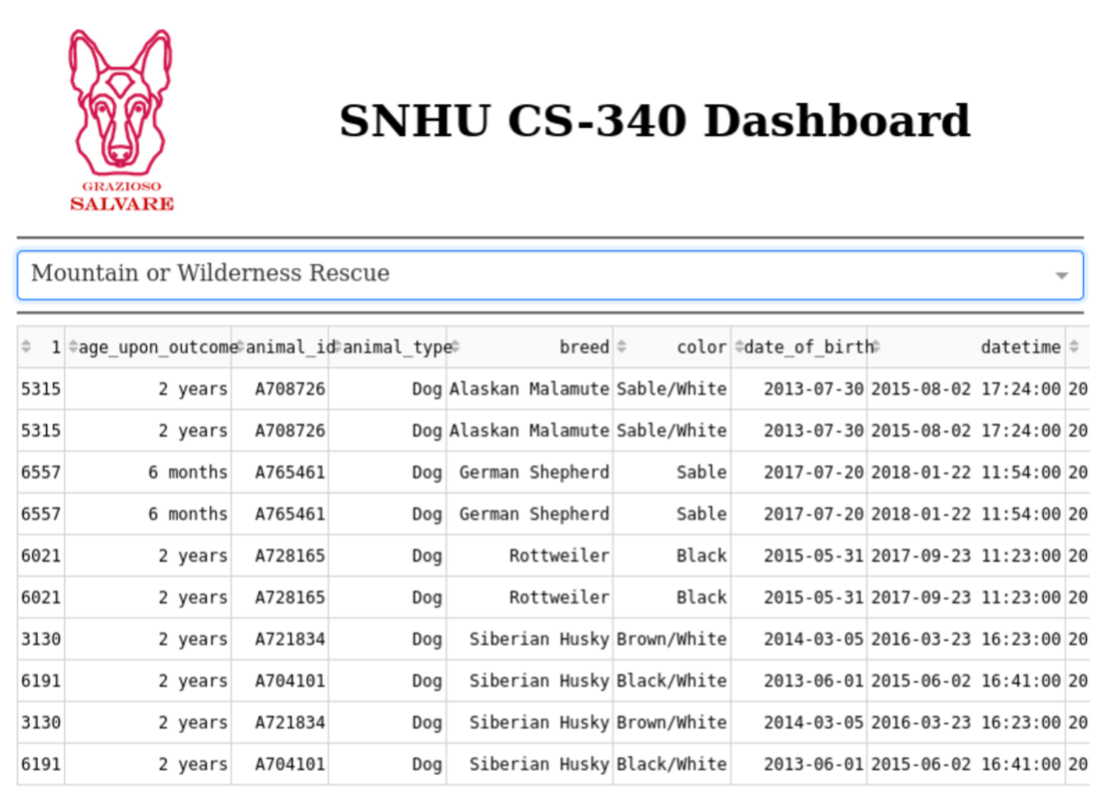 GRAZIOSO
SALVARE
SNHU CS-340 Dashboard
Mountain or Wilderness Rescue
1 age_upon_outcome animal_id animal_type breed color date_of_birth datetime
5315 2 years A708726 Dog Alaskan Malamute Sable/White 2013-07-30 2015-08-02 17:24:00 20
5315 2 years A708726 Dog Alaskan Malamute Sable/White 2013-07-30 2015-08-02 17:24:00 20
6557 6 months A765461 Dog German Shepherd Sable 2017-07-20 2018-01-22 11:54:00 20
6557 6 months A765461 Dog German Shepherd Sable 2017-07-20 2018-01-22 11:54:00 20
6021 2 years A728165 Dog Rottweiler Black 2015-05-31 2017-09-23 11:23:00 20
6021 2 years A728165 Dog Rottweiler Black 2015-05-31 2017-09-23 11:23:00 20
3130 2 years A721834 Dog Siberian Husky Brown/White 2014-03-05 2016-03-23 16:23:00 20
6191 2 years A704101 Dog Siberian Husky Black/White 2013-06-01 2015-06-02 16:41:00 20
3130 2 years A721834 Dog Siberian Husky Brown/White 2014-03-05 2016-03-23 16:23:00 20
6191 2 years A704101 Dog Siberian Husky Black/White 2013-06-01 2015-06-02 16:41:00 20